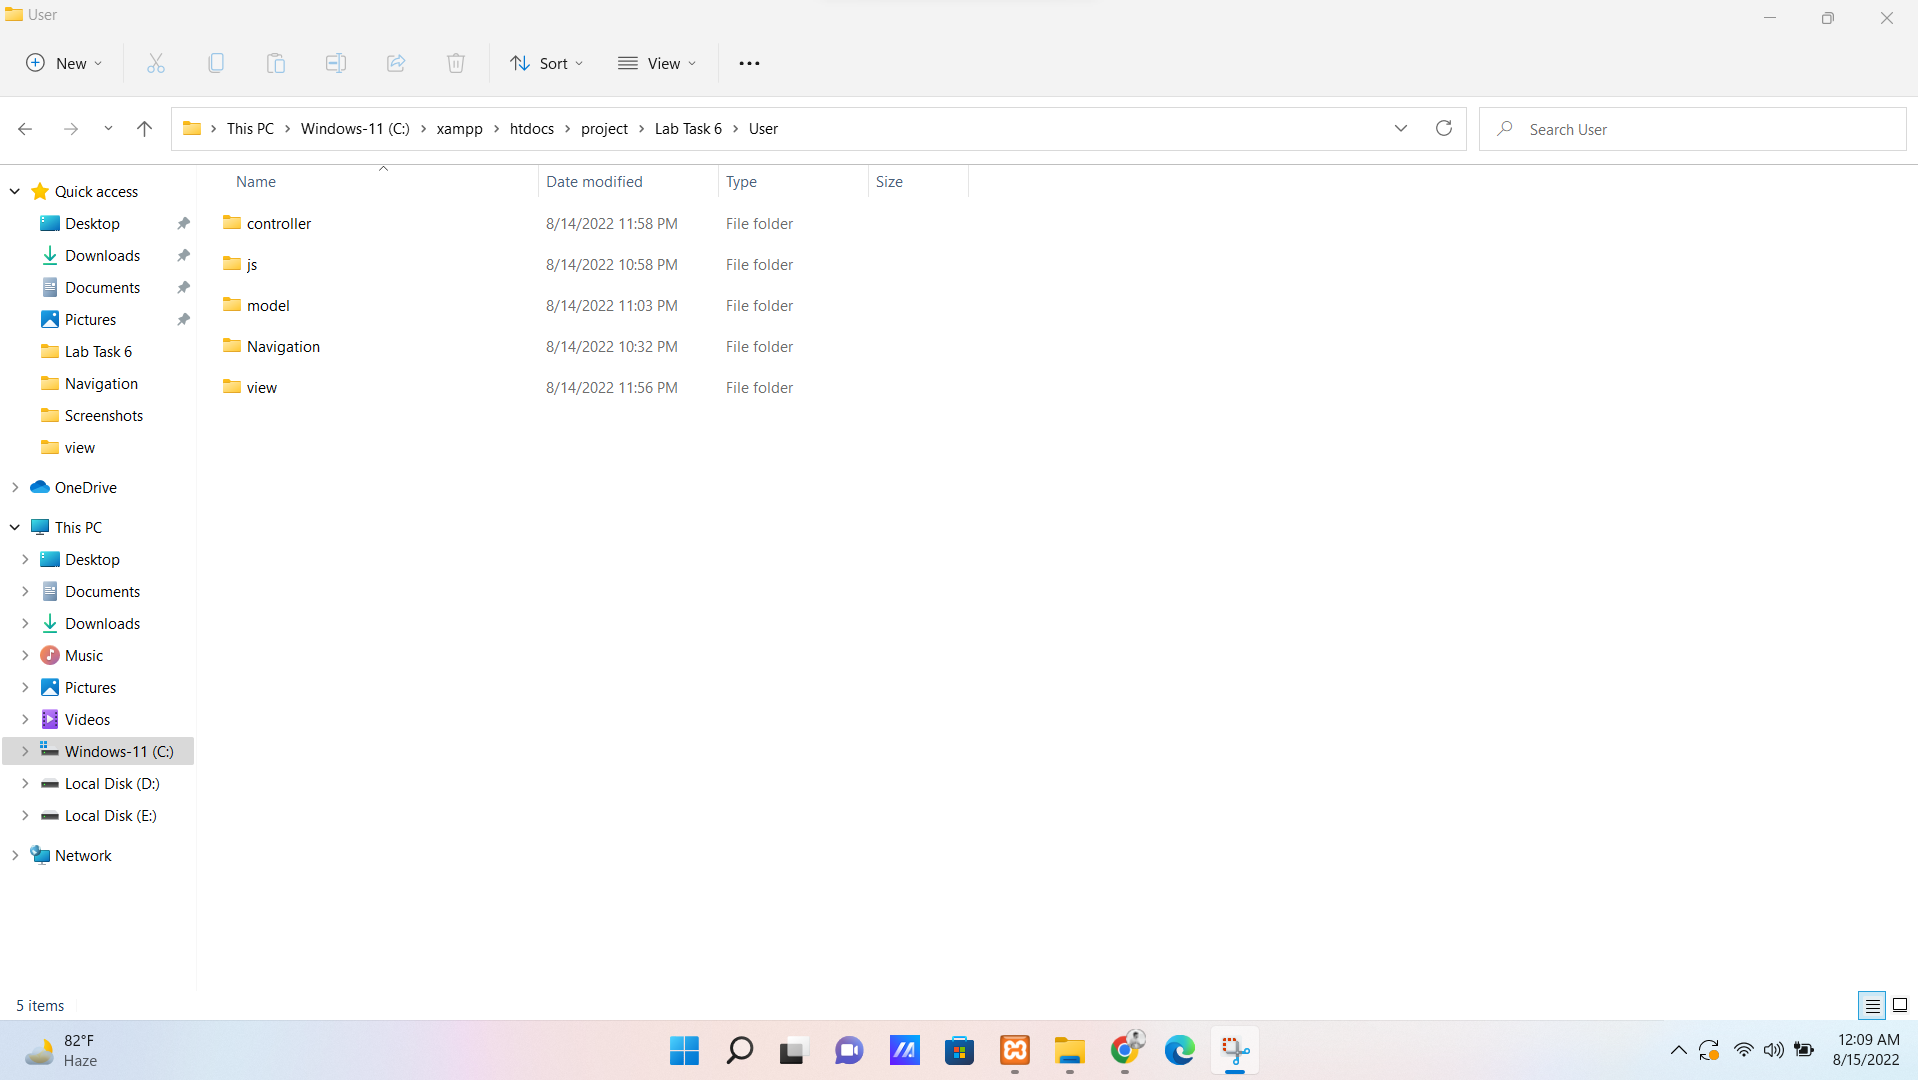 User
New
Sort
View
This PC
Windows-11 (C:)
xampp
htdocs
project
Lab Task 6
User
Search User
Name
Date modified
Type
Size
controller 8/14/2022 11:58 PM File folder
js 8/14/2022 10:58 PM File folder
model 8/14/2022 11:03 PM File folder
Navigation 8/14/2022 10:32 PM File folder
view 8/14/2022 11:56 PM File folder
Quick access
Desktop
Downloads
Documents
Pictures
Lab Task 6
Navigation
Screenshots
view
OneDrive
This PC
Desktop
Documents
Downloads
Music
Pictures
Videos
Windows-11 (C:)
Local Disk (D:)
Local Disk (E:)
Network
5 items
82°F
Haze
12:09 AM
8/15/2022